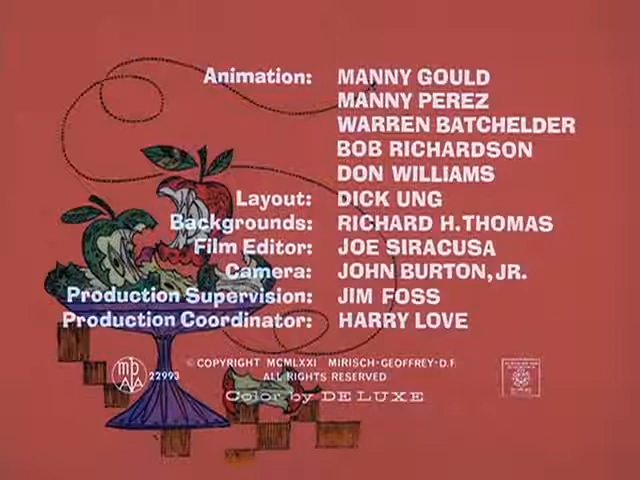 Animation: MANNY GOULD
MANNY PEREZ
WARREN BATCHELDER
BOB RICHARDSON
DON WILLIAMS
Layout: DICK UNG
Backgrounds: RICHARD H. THOMAS
Film Editor: JOE SIRACUSA
Camera: JOHN BURTON, JR.
Production Supervision: JIM FOSS
Production Coordinator: HARRY LOVE
© COPYRIGHT MCMLXXI MIRISCH-GEOFFREY-D.F.
ALL RIGHTS RESERVED
22993
Color by DE LUXE